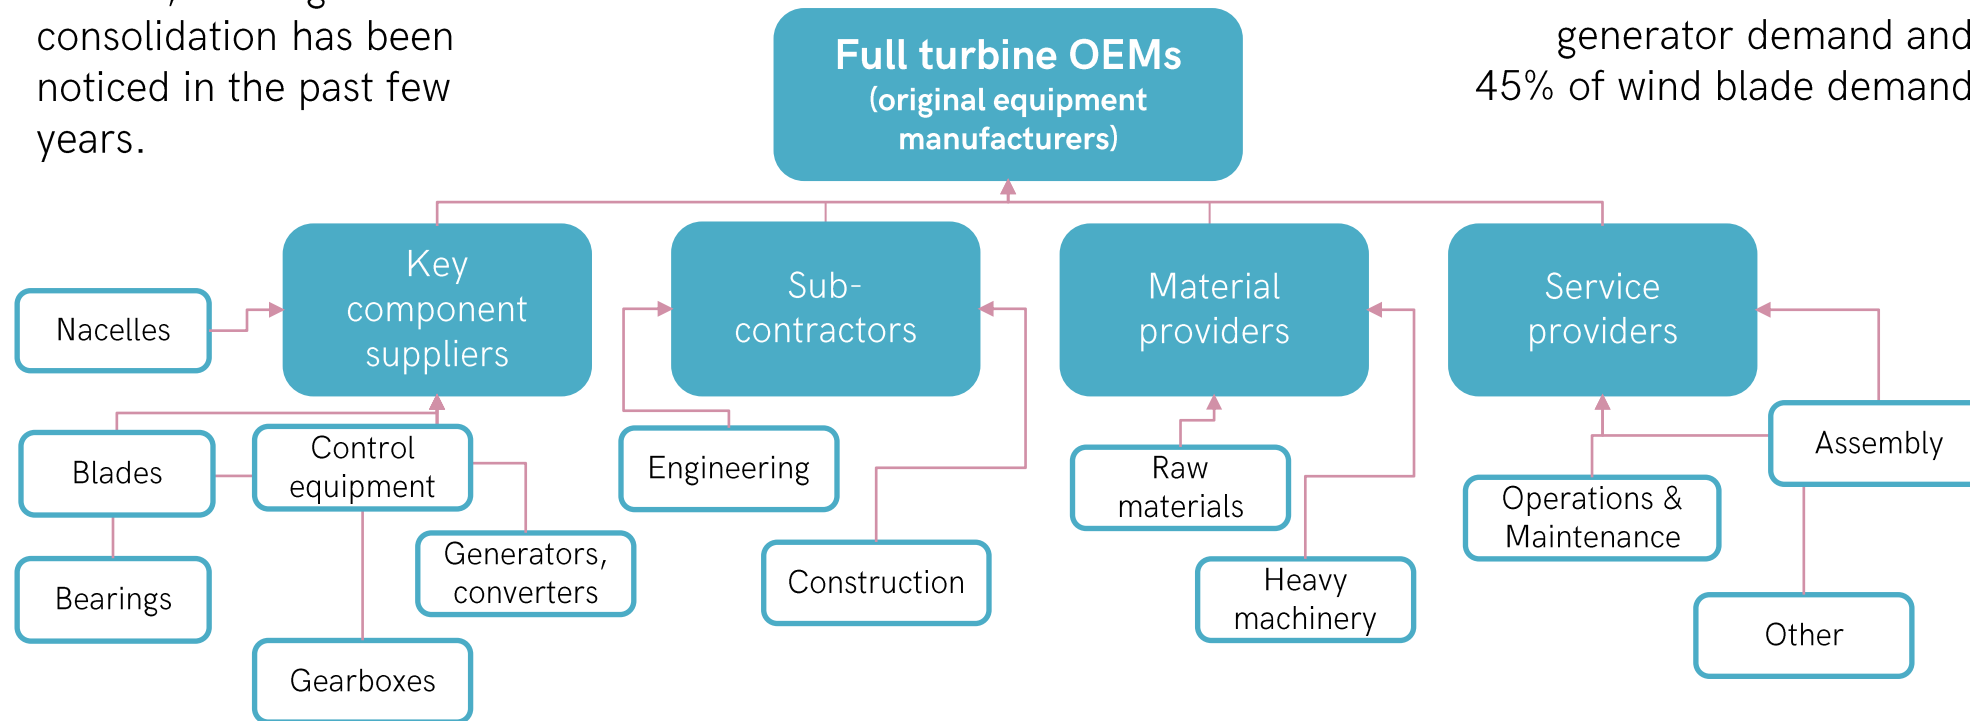 consolidation has been
noticed in the past few
years.
generator demand and
45% of wind blade demand
Full turbine OEMs
(original equipment
manufacturers)
Key
component
suppliers
Sub-
contractors
Material
providers
Service
providers
Nacelles
Blades
Control
equipment
Bearings
Generators,
converters
Gearboxes
Engineering
Construction
Raw
materials
Heavy
machinery
Assembly
Operations &
Maintenance
Other